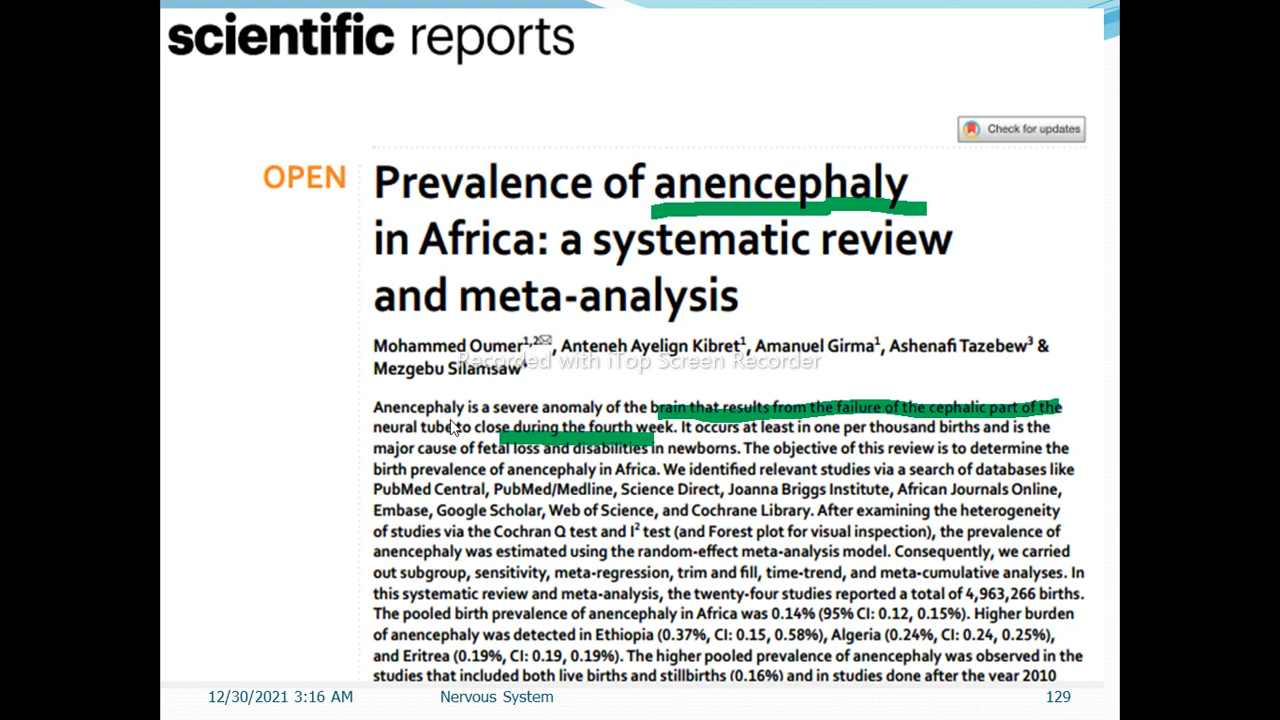 scientific reports
Check for updates
OPEN
Prevalence of anencephaly
in Africa: a systematic review
and meta-analysis
Mohammed Oumer1,2✉, Anteneh Ayelign Kibret1, Amanuel Girma1, Ashenafi Tazebew3 &
Mezgebu Silamsaw4
Recorded with iTop Screen Recorder
Anencephaly is a severe anomaly of the brain that results from the failure of the cephalic part of the
neural tube to close during the fourth week. It occurs at least in one per thousand births and is the
major cause of fetal loss and disabilities in newborns. The objective of this review is to determine the
birth prevalence of anencephaly in Africa. We identified relevant studies via a search of databases like
PubMed Central, PubMed/Medline, Science Direct, Joanna Briggs Institute, African Journals Online,
Embase, Google Scholar, Web of Science, and Cochrane Library. After examining the heterogeneity
of studies via the Cochran Q test and I2 test (and Forest plot for visual inspection), the prevalence of
anencephaly was estimated using the random-effect meta-analysis model. Consequently, we carried
out subgroup, sensitivity, meta-regression, trim and fill, time-trend, and meta-cumulative analyses. In
this systematic review and meta-analysis, the twenty-four studies reported a total of 4,963,266 births.
The pooled birth prevalence of anencephaly in Africa was 0.14% (95% CI: 0.12, 0.15%). Higher burden
of anencephaly was detected in Ethiopia (0.37%, CI: 0.15, 0.58%), Algeria (0.24%, CI: 0.24, 0.25%),
and Eritrea (0.19%, CI: 0.19, 0.19%). The higher pooled prevalence of anencephaly was observed in the
studies that included both live births and stillbirths (0.16%) and in studies done after the year 2010
12/30/2021 3:16 AM
Nervous System
129